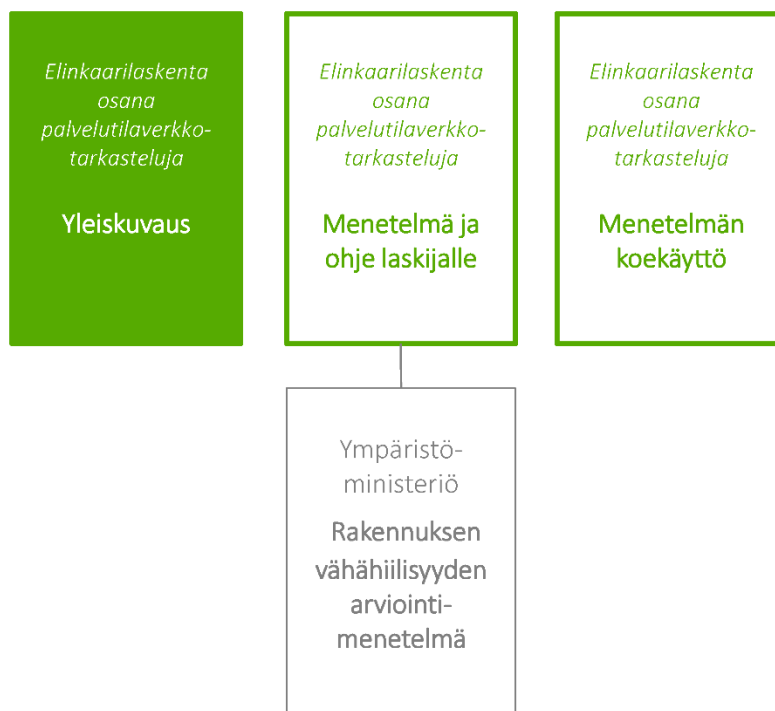 Elinkaarilaskenta
osana
palvelutilaverkko-
tarkasteluja
Yleiskuvaus
Elinkaarilaskenta
osana
palvelutilaverkko-
tarkasteluja
Menetelmä ja
ohje laskijalle
Elinkaarilaskenta
osana
palvelutilaverkko-
tarkasteluja
Menetelmän
koekäyttö
Ympäristö-
ministeriö
Rakennuksen
vähähiilisyyden
arviointi-
menetelmä